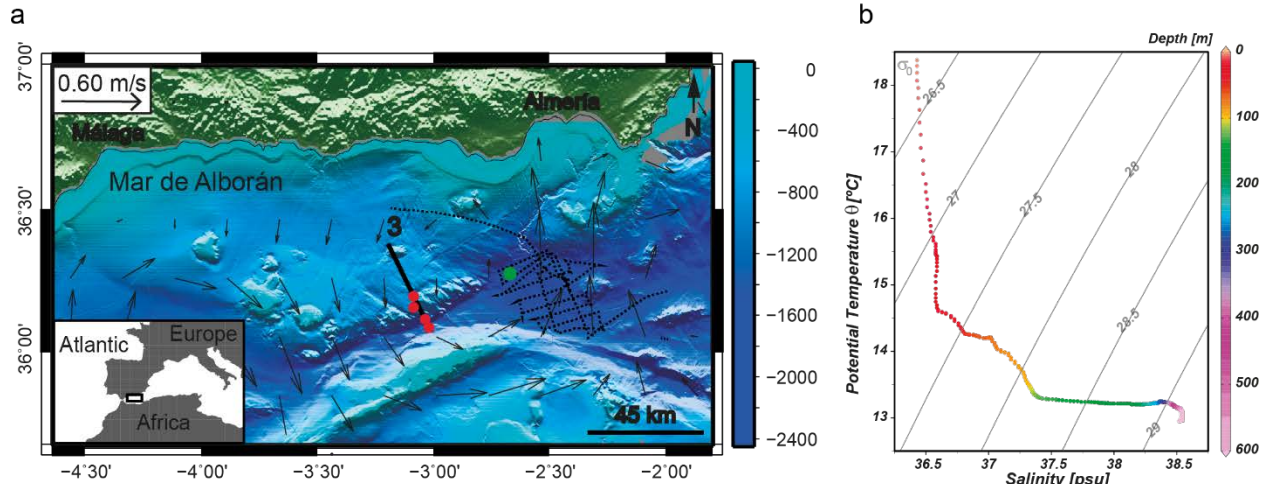 a
0.60 m/s
Málaga
Almería
N
Mar de Alborán
3
Atlantic
Europe
Africa
45 km
37˚00'
36˚30'
36˚00'
−4˚30'
−4˚00'
−3˚30'
−3˚00'
−2˚30'
−2˚00'
0
−400
−800
−1200
−1600
−2000
−2400
b
Depth [m]
σ0
26.5
27
27.5
28
28.5
29
Potential Temperature θ [ºC]
18
17
16
15
14
13
36.5
37
37.5
38
38.5
Salinity [psu]
0
100
200
300
400
500
600